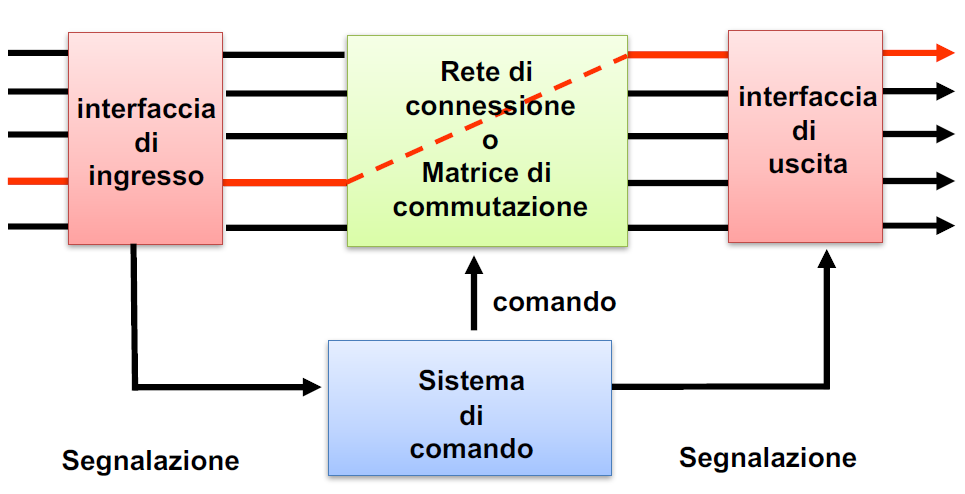 interfaccia
di
ingresso
Rete di
connessione
o
Matrice di
commutazione
interfaccia
di
uscita
comando
Sistema
di
comando
Segnalazione
Segnalazione